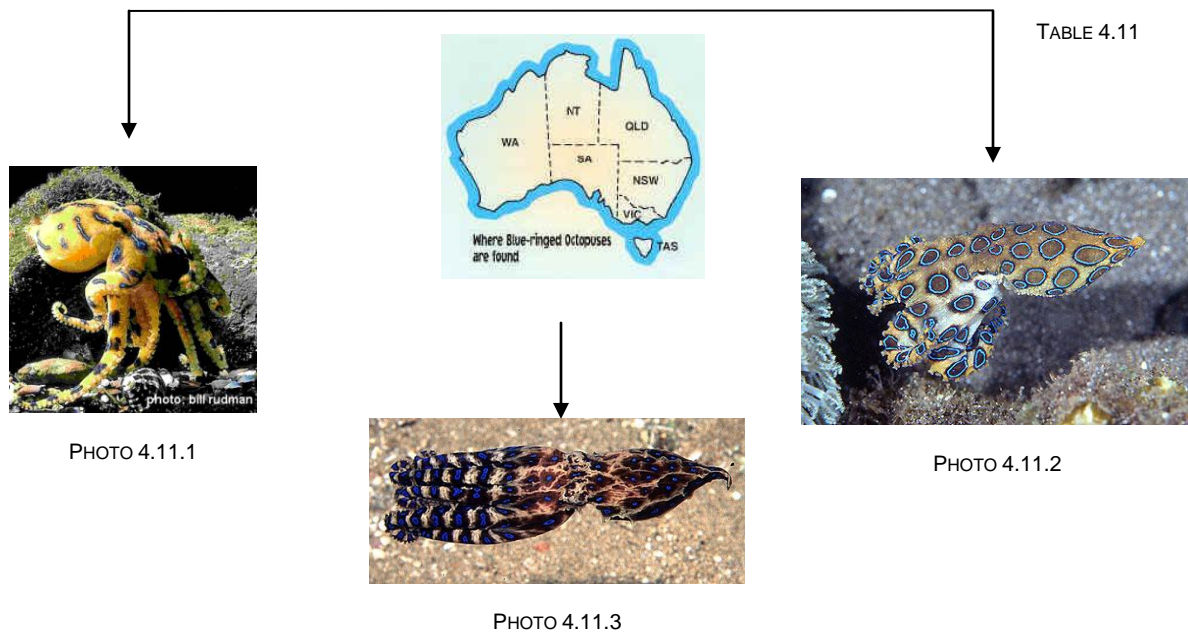 TABLE 4.11
NT
WA
QLD
SA
NSW
VIC
TAS
Where Blue-ringed Octopuses
are found
photo: bill rudman
PHOTO 4.11.1
PHOTO 4.11.2
PHOTO 4.11.3